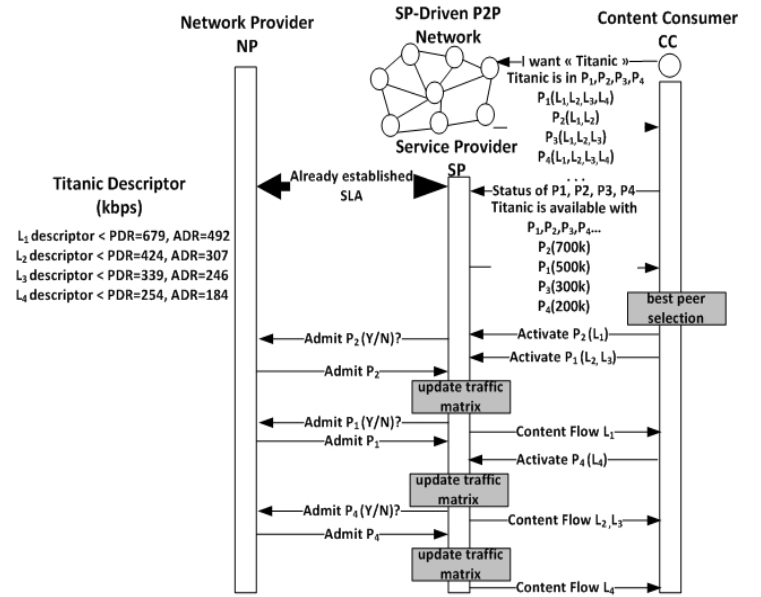 Network Provider
NP
SP-Driven P2P
Network
Content Consumer
CC
I want « Titanic »
Titanic is in P1,P2,P3,P4
P1(L1,L2,L3,L4)
P2(L1,L2)
P3(L1,L2,L3)
P4(L1,L2,L3,L4)
. . .
Service Provider
SP
Already established
SLA
Titanic Descriptor
(kbps)
L1 descriptor < PDR=679, ADR=492
L2 descriptor < PDR=424, ADR=307
L3 descriptor < PDR=339, ADR=246
L4 descriptor < PDR=254, ADR=184
Status of P1, P2, P3, P4
Titanic is available with
P1,P2,P3,P4...
P2(700k)
P1(500k)
P3(300k)
P4(200k)
best peer
selection
Activate P2(L1)
Admit P2(Y/N)?
Activate P1(L2,L3)
Admit P2
update traffic
matrix
Admit P1(Y/N)?
Content Flow L1
Admit P1
Activate P4(L4)
update traffic
matrix
Admit P4(Y/N)?
Content Flow L2,L3
Admit P4
update traffic
matrix
Content Flow L4